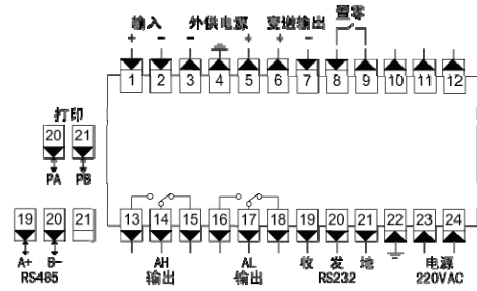 置零
输入 外供电源 变送输出
+ - - + + -
1 2 3 4 5 6 7 8 9 10 11 12
打印
20 21
PA PB
13 14 15 16 17 18 19 20 21 22 23 24
19 20 21
A+ B-
RS485
AH
输出
AL
输出
收 发 地
RS232
电源
220VAC